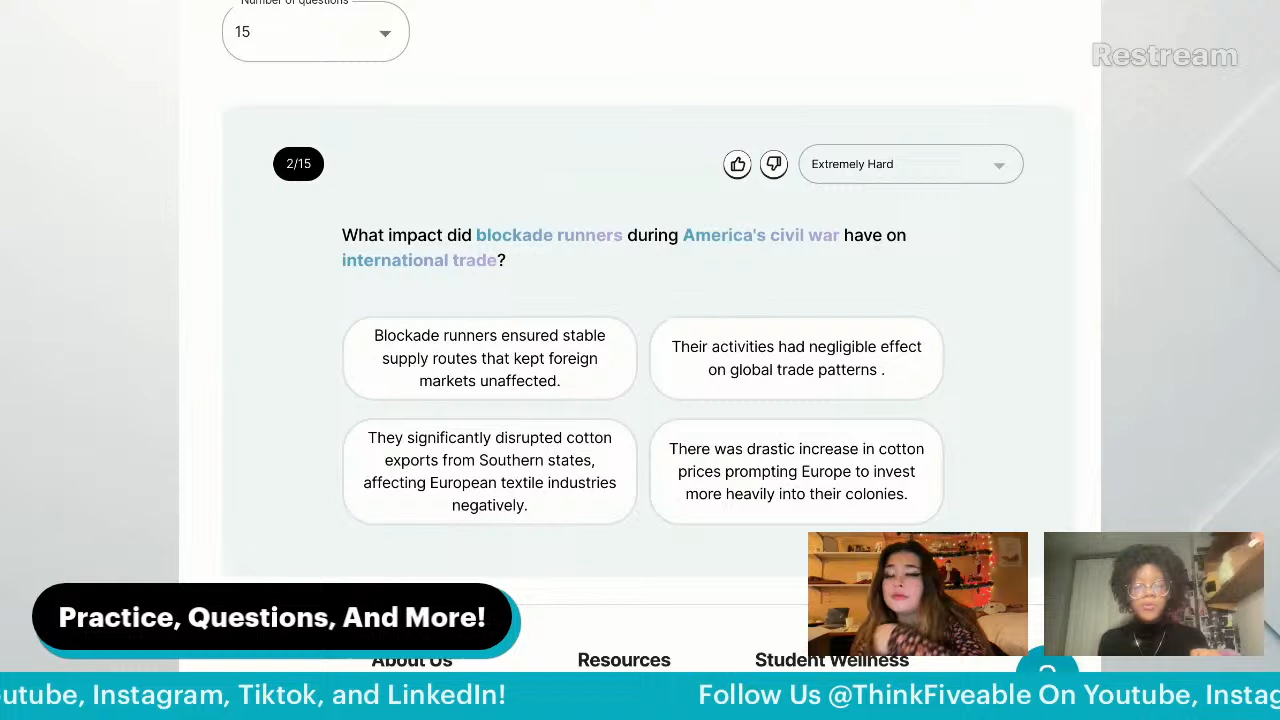 Number of questions
15
Restream
2/15
Extremely Hard
What impact did blockade runners during America's civil war have on
international trade?
Blockade runners ensured stable
supply routes that kept foreign
markets unaffected.
Their activities had negligible effect
on global trade patterns .
They significantly disrupted cotton
exports from Southern states,
affecting European textile industries
negatively.
There was drastic increase in cotton
prices prompting Europe to invest
more heavily into their colonies.
Practice, Questions, And More!
About Us
Resources
Student Wellness
?
outube, Instagram, Tiktok, and LinkedIn!
Follow Us @ThinkFiveable On Youtube, Instag